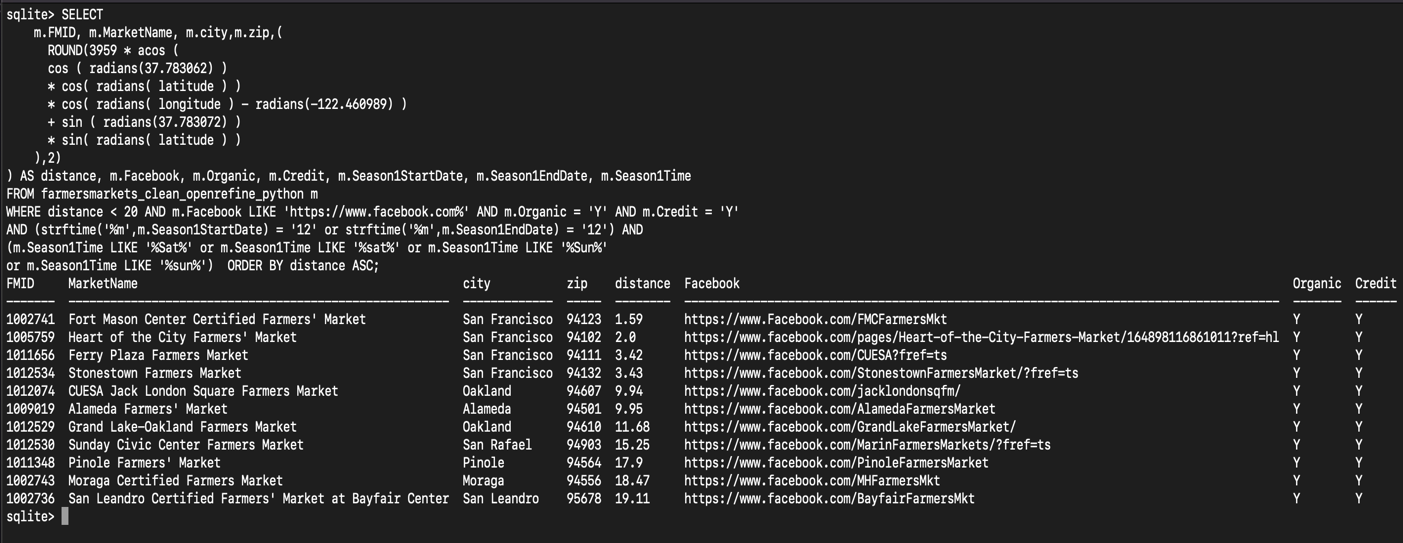 sqlite> SELECT
m.FMID, m.MarketName, m.city,m.zip,(
ROUND(3959 * acos (
cos ( radians(37.783062) )
* cos( radians( latitude ) )
* cos( radians( longitude ) - radians(-122.460989) )
+ sin ( radians(37.783072) )
* sin( radians( latitude ) )
),2)
) AS distance, m.Facebook, m.Organic, m.Credit, m.Season1StartDate, m.Season1EndDate, m.Season1Time
FROM farmersmarkets_clean_openrefine_python m
WHERE distance < 20 AND m.Facebook LIKE 'https://www.facebook.com%' AND m.Organic = 'Y' AND m.Credit = 'Y'
AND (strftime('%m',m.Season1StartDate) = '12' or strftime('%m',m.Season1EndDate) = '12') AND
(m.Season1Time LIKE '%Sat%' or m.Season1Time LIKE '%sat%' or m.Season1Time LIKE '%Sun%'
or m.Season1Time LIKE '%sun%')  ORDER BY distance ASC;
FMID MarketName city zip distance Facebook Organic Credit
1002741 Fort Mason Center Certified Farmers' Market San Francisco 94123 1.59 https://www.Facebook.com/FMCFarmersMkt Y Y
1005759 Heart of the City Farmers' Market San Francisco 94102 2.0 https://www.facebook.com/pages/Heart-of-the-City-Farmers-Market/164898116861011?ref=hl Y Y
1011656 Ferry Plaza Farmers Market San Francisco 94111 3.42 https://www.facebook.com/CUESA?fref=ts Y Y
1012534 Stonestown Farmers Market San Francisco 94132 3.43 https://www.facebook.com/StonestownFarmersMarket/?fref=ts Y Y
1012074 CUESA Jack London Square Farmers Market Oakland 94607 9.94 https://www.facebook.com/jacklondonsqfm/ Y Y
1009019 Alameda Farmers' Market Alameda 94501 9.95 https://www.facebook.com/AlamedaFarmersMarket Y Y
1012529 Grand Lake-Oakland Farmers Market Oakland 94610 11.68 https://www.facebook.com/GrandLakeFarmersMarket/ Y Y
1012530 Sunday Civic Center Farmers Market San Rafael 94903 15.25 https://www.facebook.com/MarinFarmersMarkets/?fref=ts Y Y
1011348 Pinole Farmers' Market Pinole 94564 17.9 https://www.facebook.com/PinoleFarmersMarket Y Y
1002743 Moraga Certified Farmers Market Moraga 94556 18.47 https://www.facebook.com/MHFarmersMkt Y Y
1002736 San Leandro Certified Farmers' Market at Bayfair Center San Leandro 95678 19.11 https://www.facebook.com/BayfairFarmersMkt Y Y
sqlite>